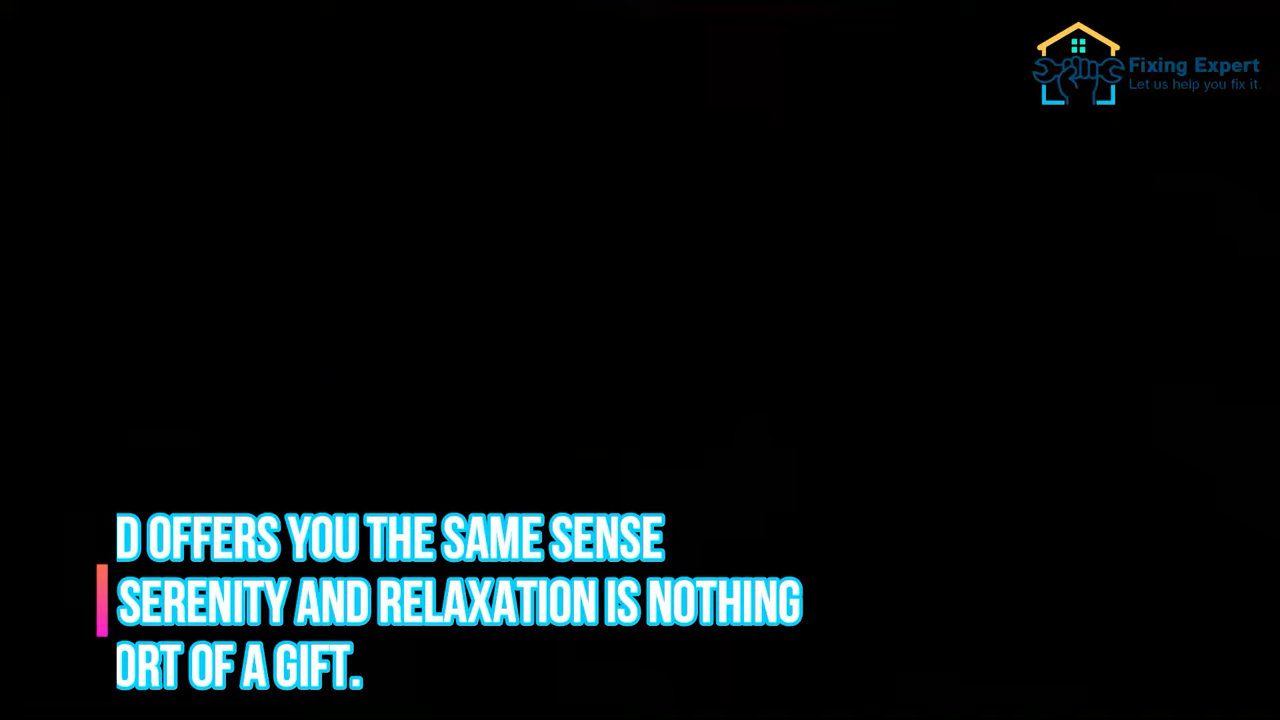 Fixing Expert
Let us help you fix it.
D OFFERS YOU THE SAME SENSE
SERENITY AND RELAXATION IS NOTHING
ORT OF A GIFT.